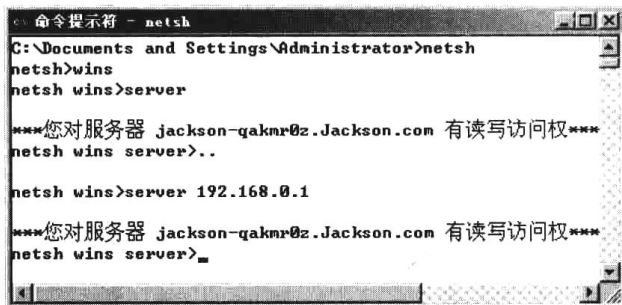 命令提示符 - netsh
C:\Documents and Settings\Administrator>netsh
netsh>wins
netsh wins>server
***您对服务器 jackson-qakmr0z.Jackson.com 有读写访问权***
netsh wins server>..
netsh wins>server 192.168.0.1
***您对服务器 jackson-qakmr0z.Jackson.com 有读写访问权***
netsh wins server>_